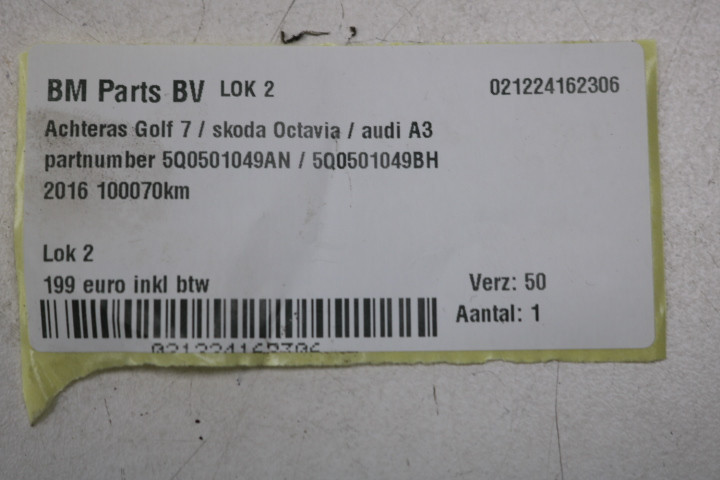 BM Parts BV LOK 2 021224162306
Achteras Golf 7 / skoda Octavia / audi A3
partnumber 5Q0501049AN / 5Q0501049BH
2016 100070km
Lok 2
199 euro inkl btw Verz: 50
Aantal: 1
021224162306